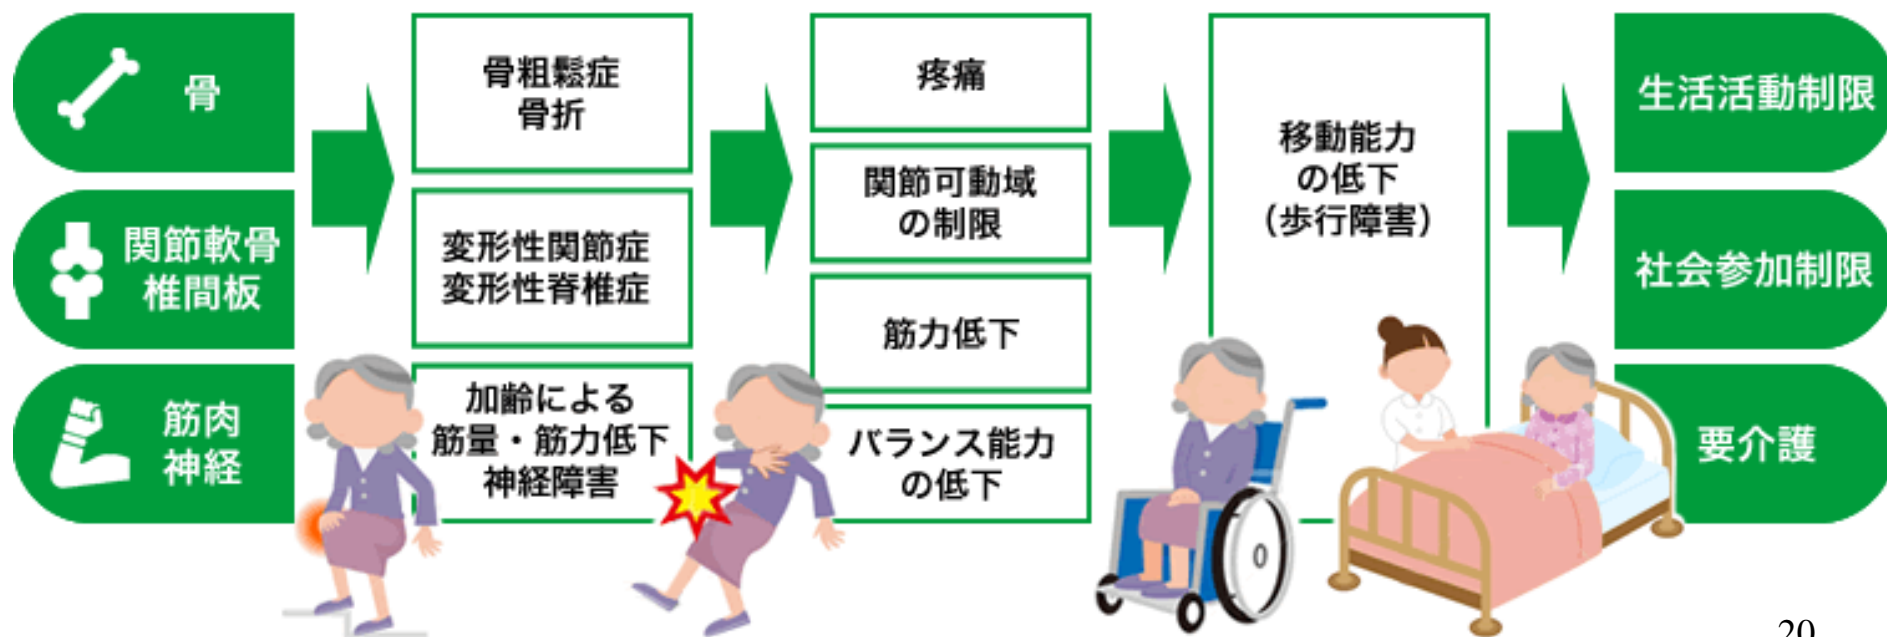 骨
関節軟骨
椎間板
筋肉
神経
骨粗鬆症
骨折
変形性関節症
変形性脊椎症
加齢による
筋量・筋力低下
神経障害
疼痛
関節可動域
の制限
筋力低下
バランス能力
の低下
移動能力
の低下
（歩行障害）
生活活動制限
社会参加制限
要介護
20